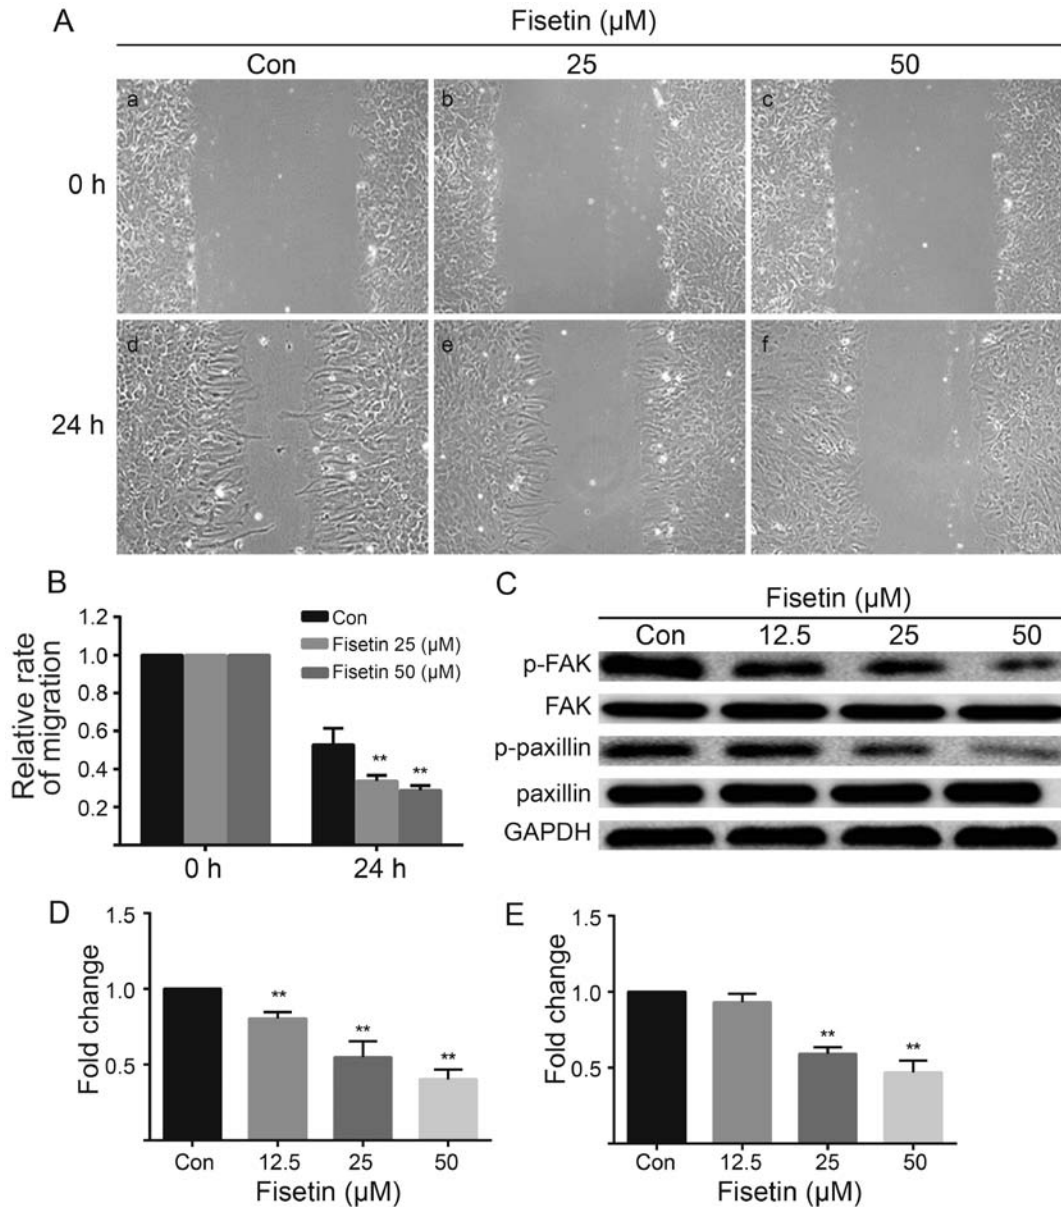 A
Fisetin (µM)
Con 25 50
a b c
0 h
d e f
24 h
B
1.2
1.0
0.8
0.6
0.4
0.2
Relative rate
of migration
Con
Fisetin 25 (µM)
Fisetin 50 (µM)
** **
0 h 24 h
C
Fisetin (µM)
Con 12.5 25 50
p-FAK
FAK
p-paxillin
paxillin
GAPDH
D
1.5
1.0
0.5
Fold change
** ** **
Con 12.5 25 50
Fisetin (µM)
E
1.5
1.0
0.5
Fold change
** **
Con 12.5 25 50
Fisetin (µM)